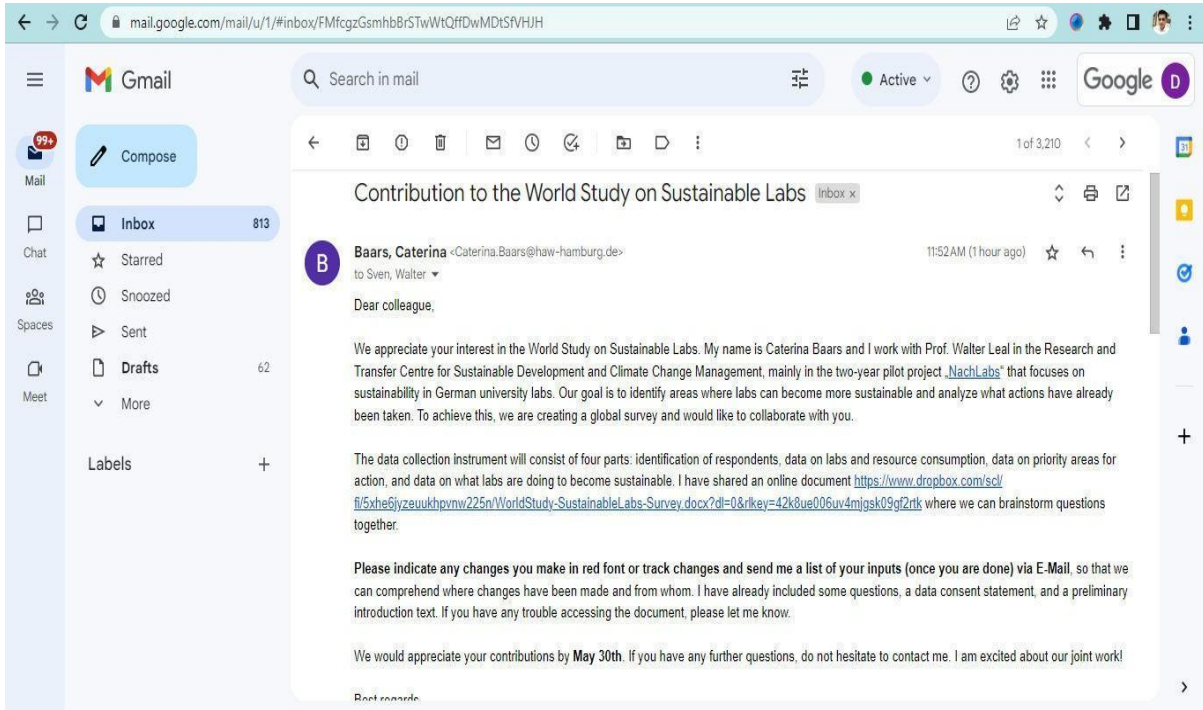 mail.google.com/mail/u/1/#inbox/FMfcgzGsmhbBrSTwWtQffDwMDtSfVHJH
Gmail
Search in mail
Active
Google D
99+
Mail
Compose
1 of 3,210
31
Contribution to the World Study on Sustainable Labs Inbox x
Chat
Inbox 813
Starred
Baars, Caterina <Caterina.Baars@haw-hamburg.de> 11:52 AM (1 hour ago)
B
to Sven, Walter
Spaces
Snoozed
Sent
Meet
Drafts 62
More
Labels
Dear colleague,
We appreciate your interest in the World Study on Sustainable Labs. My name is Caterina Baars and I work with Prof. Walter Leal in the Research and
Transfer Centre for Sustainable Development and Climate Change Management, mainly in the two-year pilot project „NachLabs“ that focuses on
sustainability in German university labs. Our goal is to identify areas where labs can become more sustainable and analyze what actions have already
been taken. To achieve this, we are creating a global survey and would like to collaborate with you.
The data collection instrument will consist of four parts: identification of respondents, data on labs and resource consumption, data on priority areas for
action, and data on what labs are doing to become sustainable. I have shared an online document https://www.dropbox.com/scl/
fi/5xhe6jyzeuukhpvnw225n/WorldStudy-SustainableLabs-Survey.docx?dl=0&rlkey=42k8ue006uv4mjgsk09gf2rtk where we can brainstorm questions
together.
Please indicate any changes you make in red font or track changes and send me a list of your inputs (once you are done) via E-Mail, so that we
can comprehend where changes have been made and from whom. I have already included some questions, a data consent statement, and a preliminary
introduction text. If you have any trouble accessing the document, please let me know.
We would appreciate your contributions by May 30th. If you have any further questions, do not hesitate to contact me. I am excited about our joint work!
Best regards